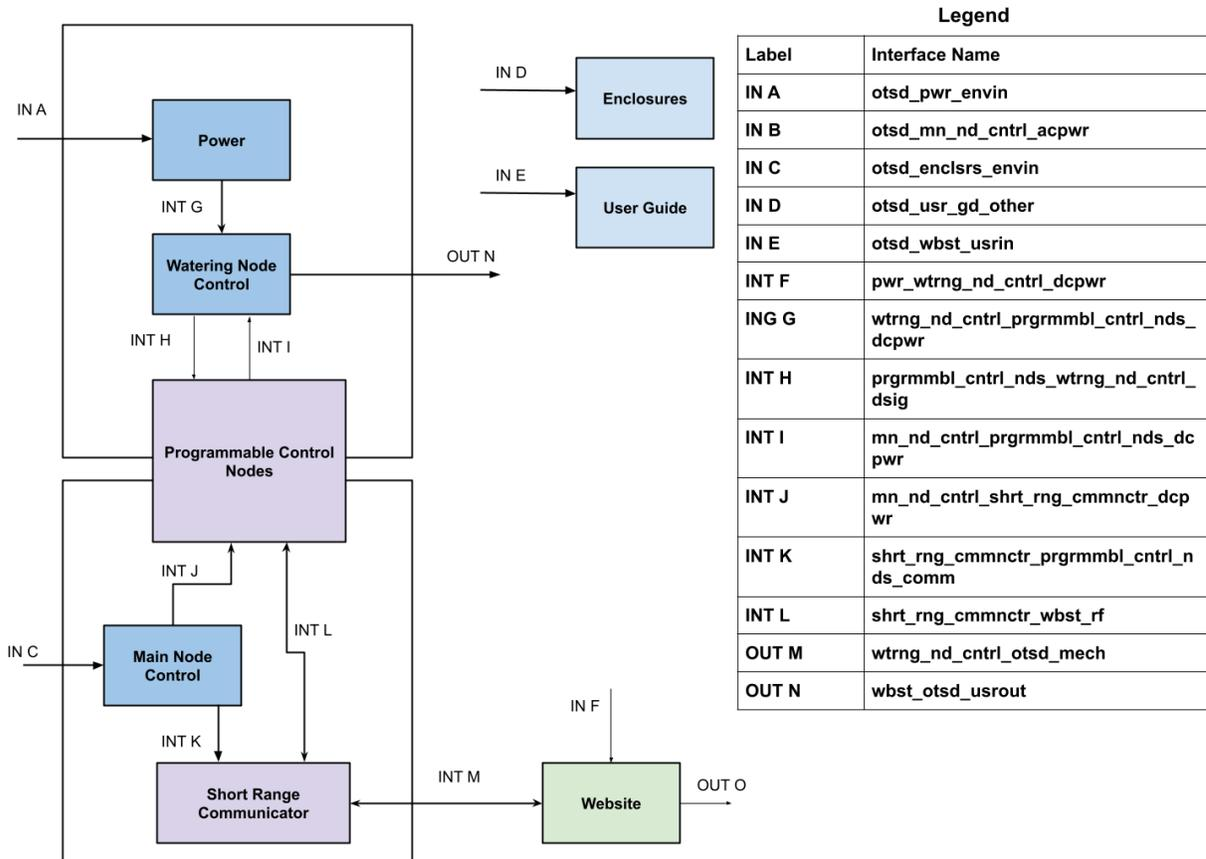 IN A
Power
INT G
Watering Node
Control
OUT N
INT H
INT I
Programmable Control
Nodes
INT J
INT L
IN C
Main Node
Control
INT K
Short Range
Communicator
INT M
IN F
Website
OUT O
IN D
Enclosures
IN E
User Guide
Legend
Label
Interface Name
IN A
otsd_pwr_envin
IN B
otsd_mn_nd_cntrl_acpwr
IN C
otsd_enclsrs_envin
IN D
otsd_usr_gd_other
IN E
otsd_wbst_usrin
INT F
pwr_wtrng_nd_cntrl_dcpwr
ING G
wtrng_nd_cntrl_prgrmmbl_cntrl_nds_
dcpwr
INT H
prgrmmbl_cntrl_nds_wtrng_nd_cntrl_
dsig
INT I
mn_nd_cntrl_prgrmmbl_cntrl_nds_dc
pwr
INT J
mn_nd_cntrl_shrt_rng_cmmnctr_dcp
wr
INT K
shrt_rng_cmmnctr_prgrmmbl_cntrl_n
ds_comm
INT L
shrt_rng_cmmnctr_wbst_rf
OUT M
wtrng_nd_cntrl_otsd_mech
OUT N
wbst_otsd_usrout